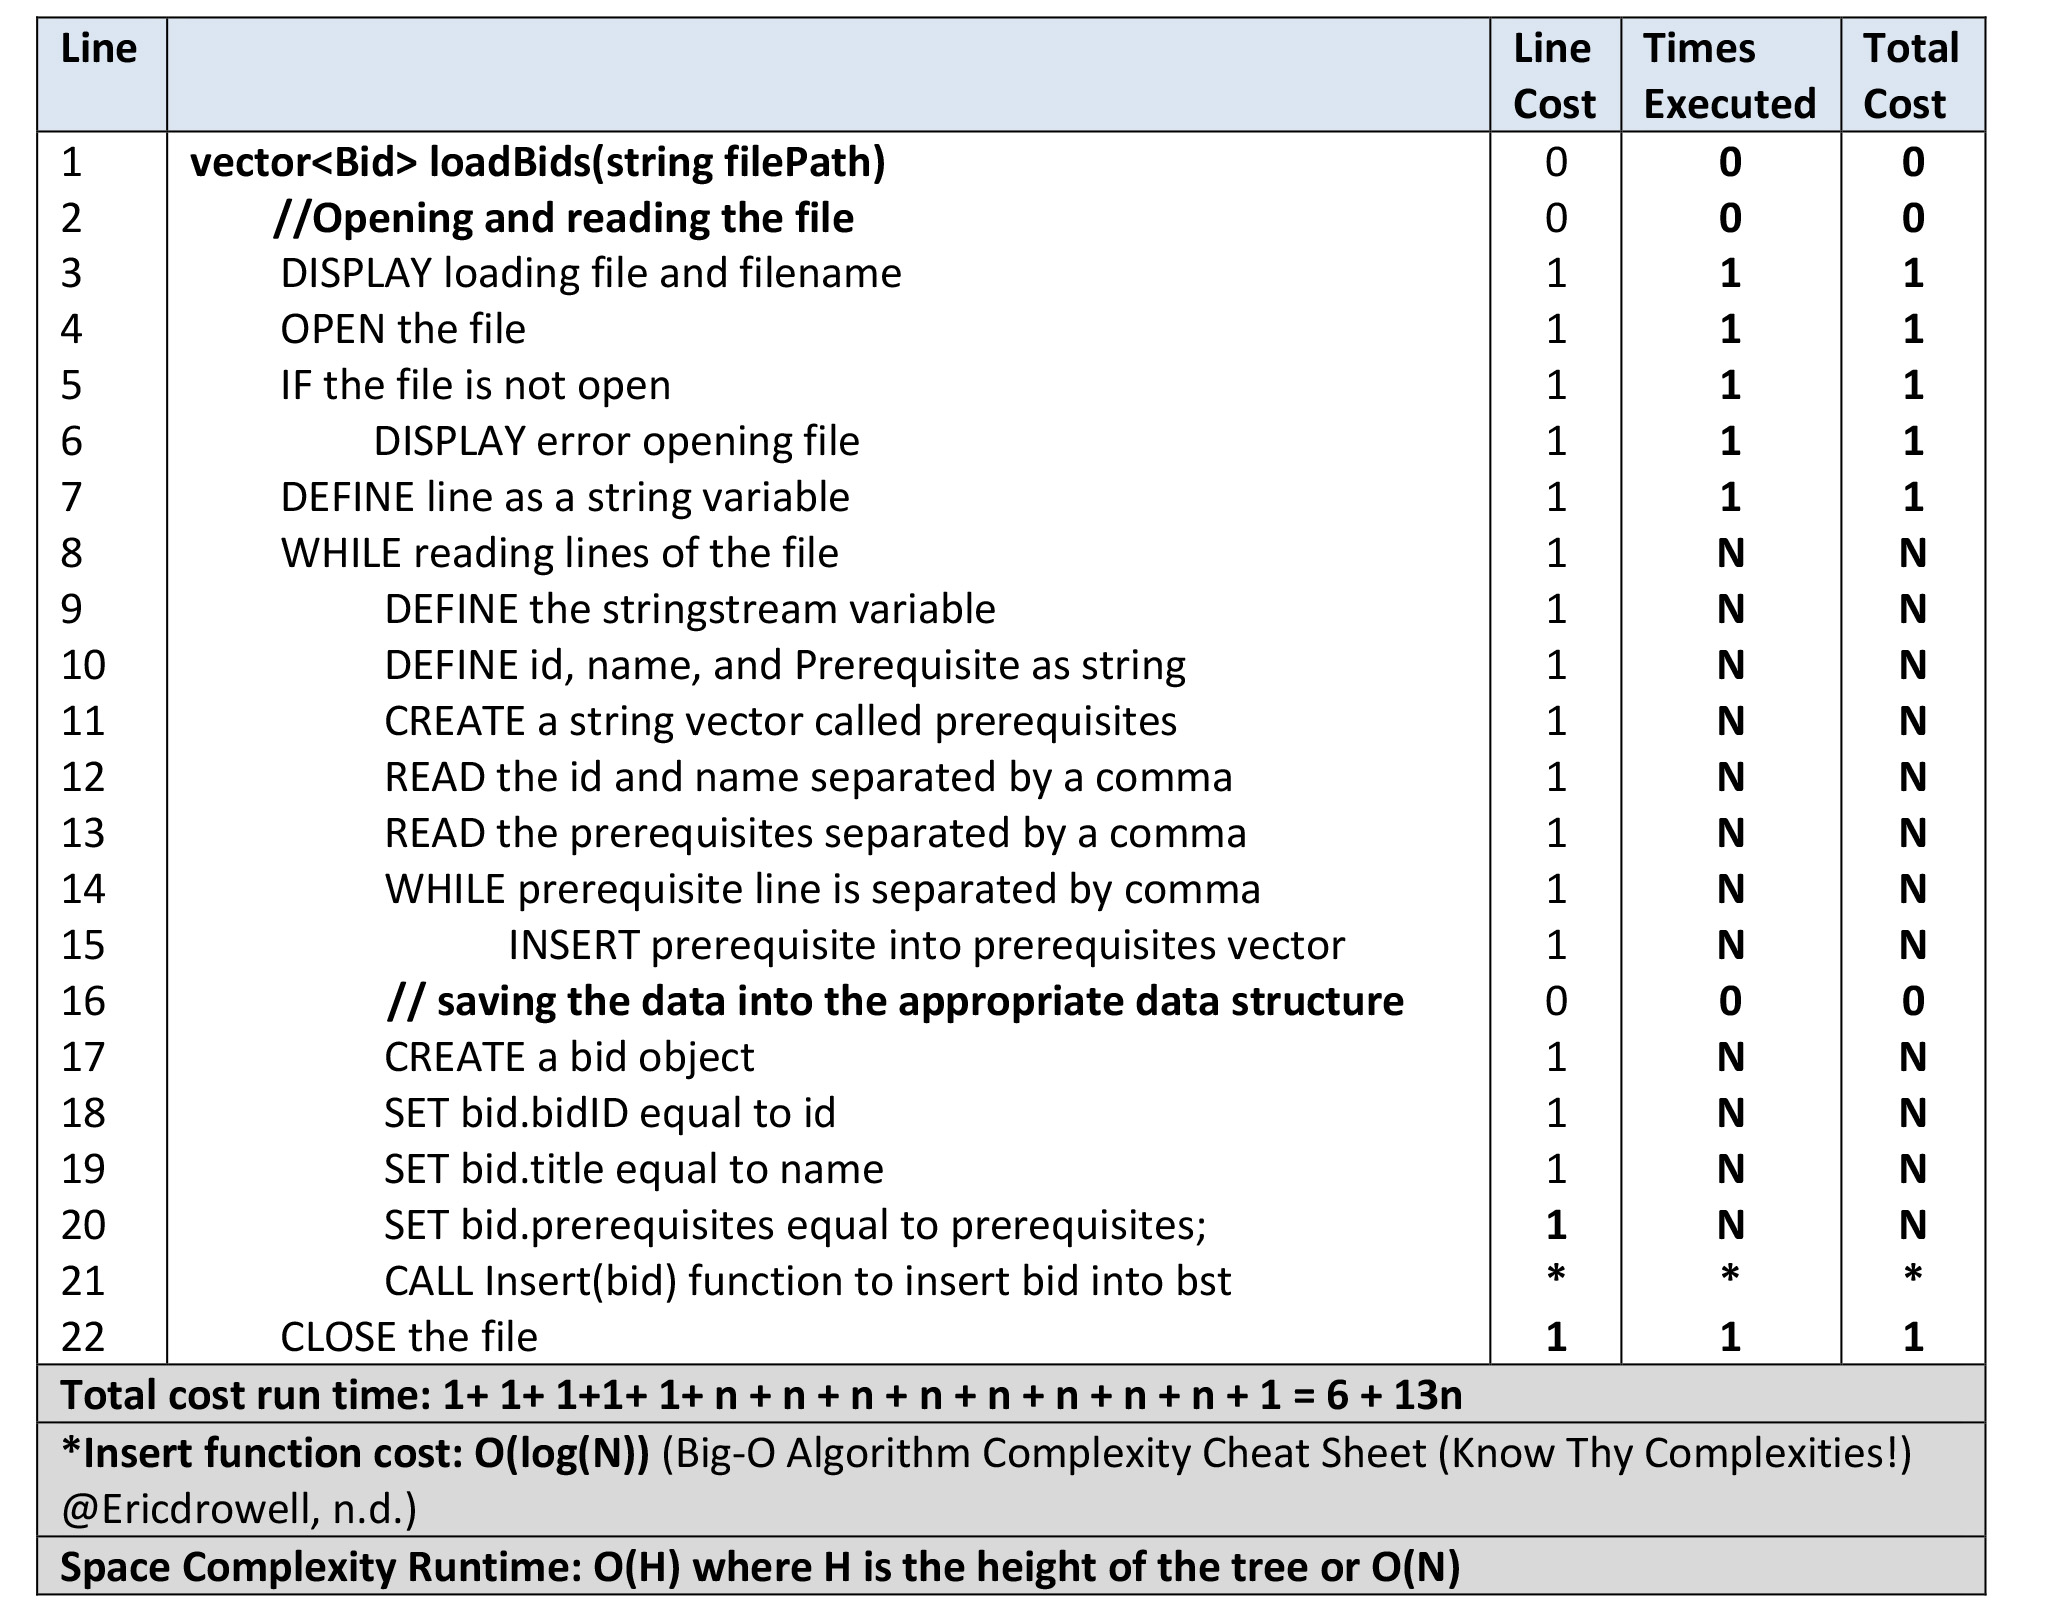 Line Line Cost Times Executed Total Cost
1 vector<Bid> loadBids(string filePath) 0 0 0
2 //Opening and reading the file 0 0 0
3 DISPLAY loading file and filename 1 1 1
4 OPEN the file 1 1 1
5 IF the file is not open 1 1 1
6 DISPLAY error opening file 1 1 1
7 DEFINE line as a string variable 1 1 1
8 WHILE reading lines of the file 1 N N
9 DEFINE the stringstream variable 1 N N
10 DEFINE id, name, and Prerequisite as string 1 N N
11 CREATE a string vector called prerequisites 1 N N
12 READ the id and name separated by a comma 1 N N
13 READ the prerequisites separated by a comma 1 N N
14 WHILE prerequisite line is separated by comma 1 N N
15 INSERT prerequisite into prerequisites vector 1 N N
16 // saving the data into the appropriate data structure 0 0 0
17 CREATE a bid object 1 N N
18 SET bid.bidID equal to id 1 N N
19 SET bid.title equal to name 1 N N
20 SET bid.prerequisites equal to prerequisites; 1 N N
21 CALL Insert(bid) function to insert bid into bst * * *
22 CLOSE the file 1 1 1
Total cost run time: 1+ 1+ 1+1+ 1+ n + n + n + n + n + n + n + n + 1 = 6 + 13n
*Insert function cost: O(log(N)) (Big-O Algorithm Complexity Cheat Sheet (Know Thy Complexities!)
@Ericdrowell, n.d.)
Space Complexity Runtime: O(H) where H is the height of the tree or O(N)